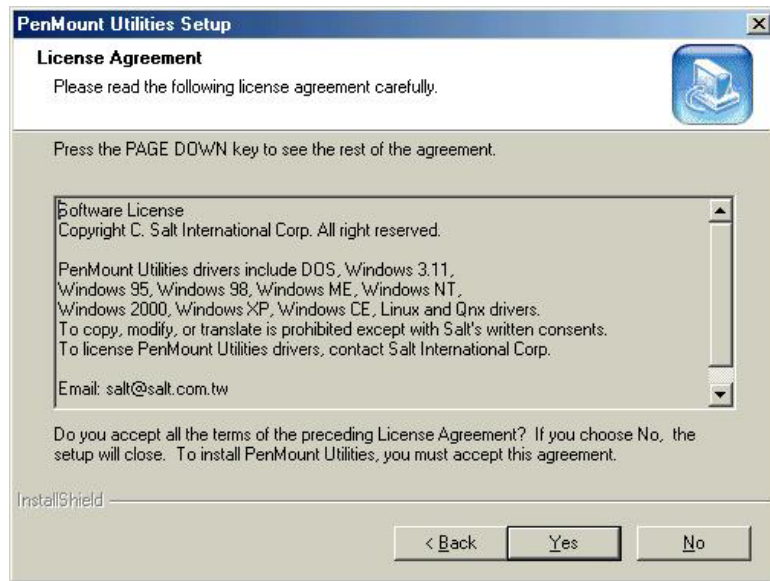 PenMount Utilities Setup
License Agreement
Please read the following license agreement carefully.
Press the PAGE DOWN key to see the rest of the agreement.
Software License
Copyright C. Salt International Corp. All right reserved.
PenMount Utilities drivers include DOS, Windows 3.11,
Windows 95, Windows 98, Windows ME, Windows NT,
Windows 2000, Windows XP, Windows CE, Linux and Qnx drivers.
To copy, modify, or translate is prohibited except with Salt's written consents.
To license PenMount Utilities drivers, contact Salt International Corp.
Email: salt@salt.com.tw
Do you accept all the terms of the preceding License Agreement? If you choose No, the
setup will close. To install PenMount Utilities, you must accept this agreement.
InstallShield
< Back
Yes
No